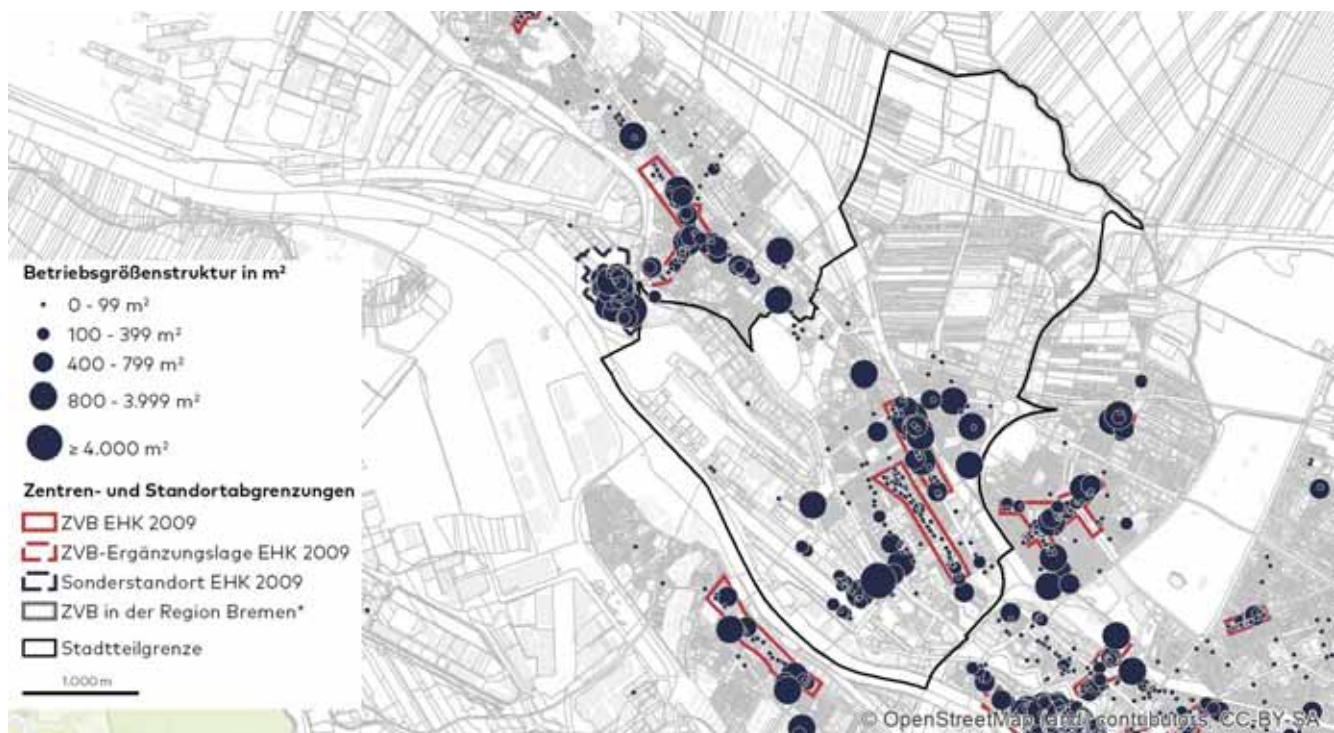 Betriebsgrößenstruktur in m²
0 - 99 m²
100 - 399 m²
400 - 799 m²
800 - 3.999 m²
≥ 4.000 m²
Zentren- und Standortabgrenzungen
ZVB EHK 2009
ZVB-Ergänzungslage EHK 2009
Sonderstandort EHK 2009
ZVB in der Region Bremen*
Stadtteilgrenze
1.000 m
© OpenStreetMap (and) contributors, CC-BY-SA